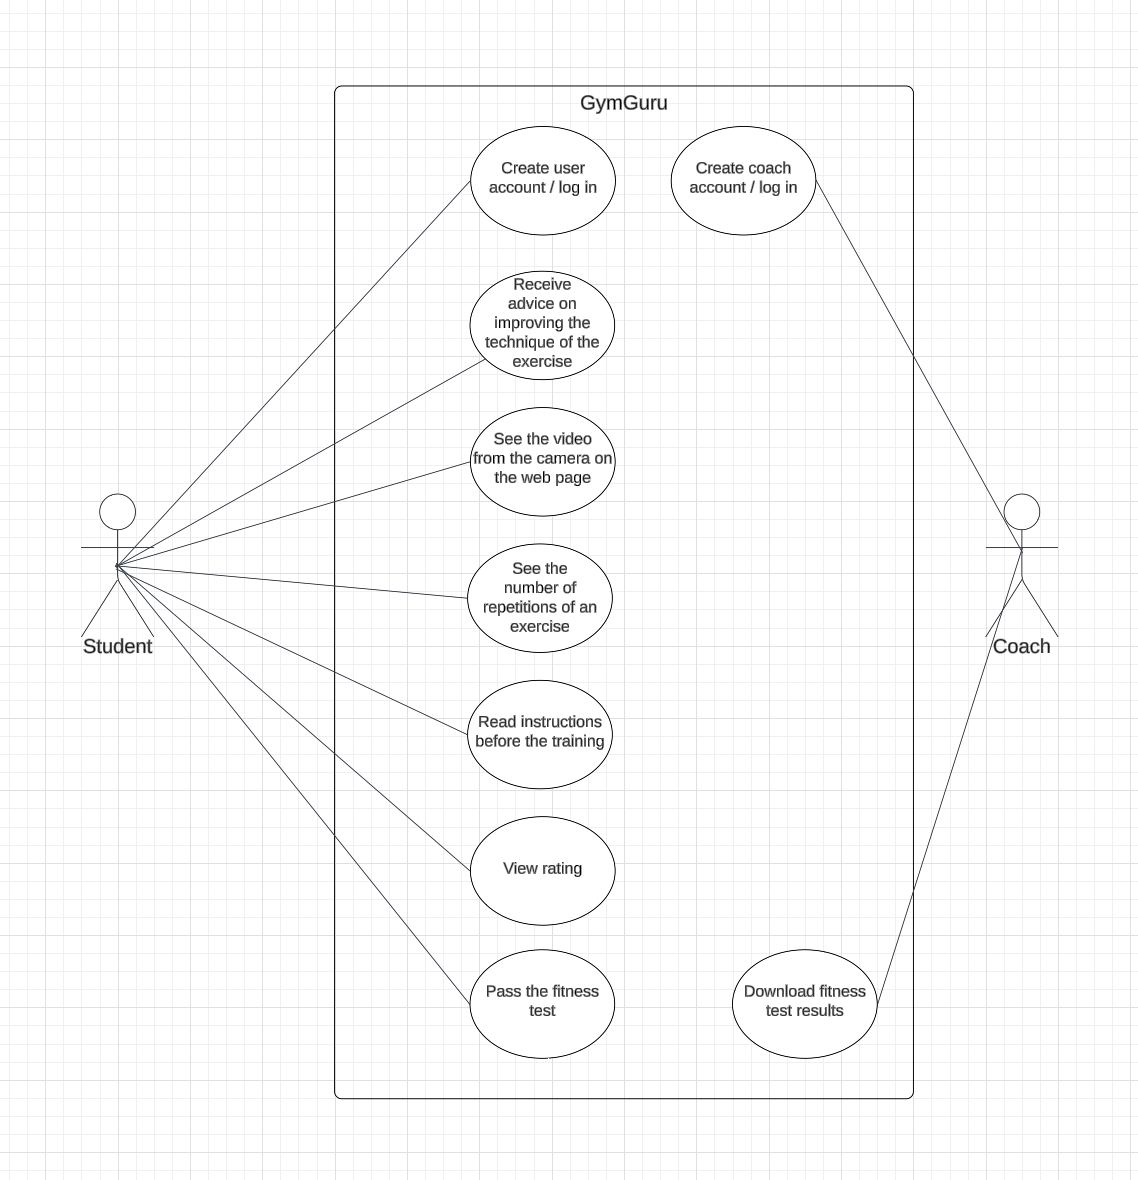 GymGuru
Create user
account / log in
Create coach
account / log in
Receive
advice on
improving the
technique of the
exercise
See the video
from the camera on
the web page
See the
number of
repetitions of an
exercise
Student
Coach
Read instructions
before the training
View rating
Pass the fitness
test
Download fitness
test results